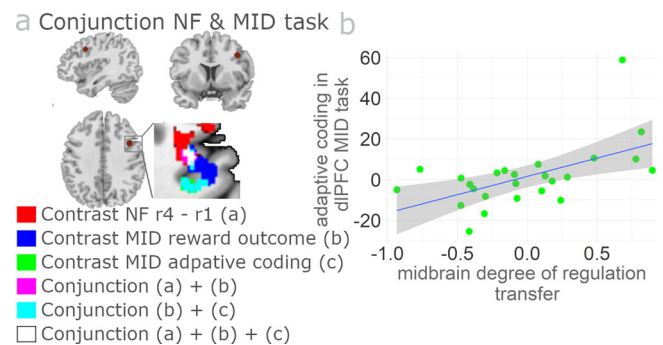 a Conjunction NF & MID task
Contrast NF r4 - r1 (a)
Contrast MID reward outcome (b)
Contrast MID adpative coding (c)
Conjunction (a) + (b)
Conjunction (b) + (c)
Conjunction (a) + (b) + (c)
b
adaptive coding in
dlPFC MID task
60
40
20
0
-20
-1.0 -0.5 0.0 0.5
midbrain degree of regulation
transfer